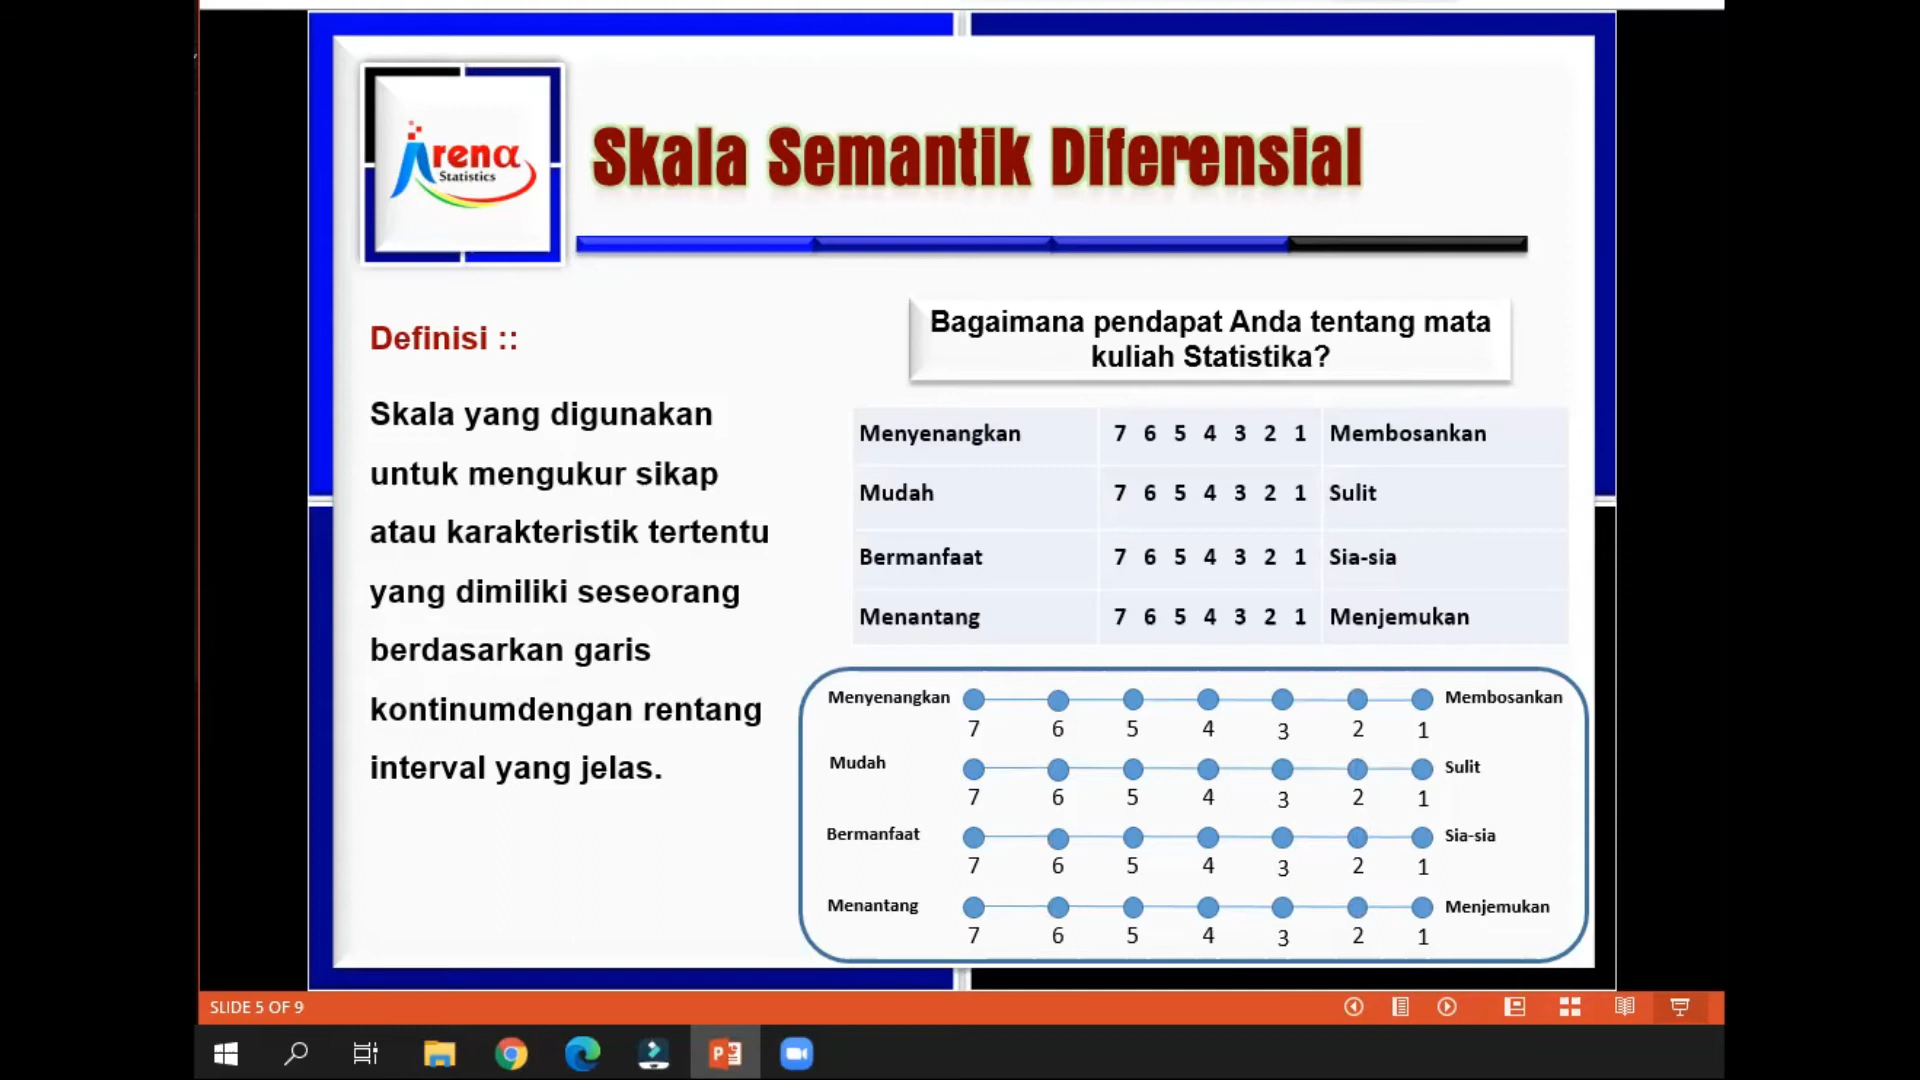 Arena
Statistics
Skala Semantik Diferensial
Definisi ::
Skala yang digunakan
untuk mengukur sikap
atau karakteristik tertentu
yang dimiliki seseorang
berdasarkan garis
kontinumdengan rentang
interval yang jelas.
Bagaimana pendapat Anda tentang mata
kuliah Statistika?
Menyenangkan 7 6 5 4 3 2 1 Membosankan
Mudah 7 6 5 4 3 2 1 Sulit
Bermanfaat 7 6 5 4 3 2 1 Sia-sia
Menantang 7 6 5 4 3 2 1 Menjemukan
Menyenangkan Membosankan
7 6 5 4 3 2 1
Mudah Sulit
7 6 5 4 3 2 1
Bermanfaat Sia-sia
7 6 5 4 3 2 1
Menantang Menjemukan
7 6 5 4 3 2 1
SLIDE 5 OF 9